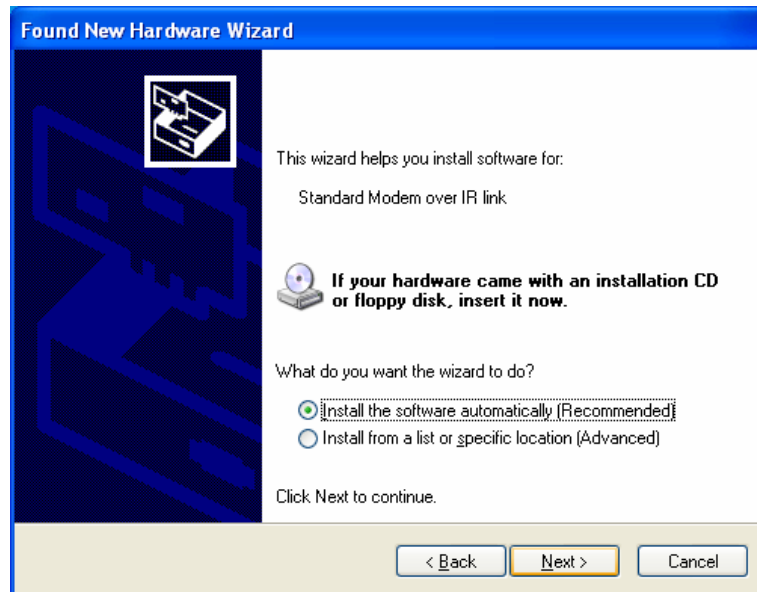 Found New Hardware Wizard
This wizard helps you install software for:
Standard Modem over IR link
If your hardware came with an installation CD
or floppy disk, insert it now.
What do you want the wizard to do?
Install the software automatically (Recommended)
Install from a list or specific location (Advanced)
Click Next to continue.
< Back
Next >
Cancel